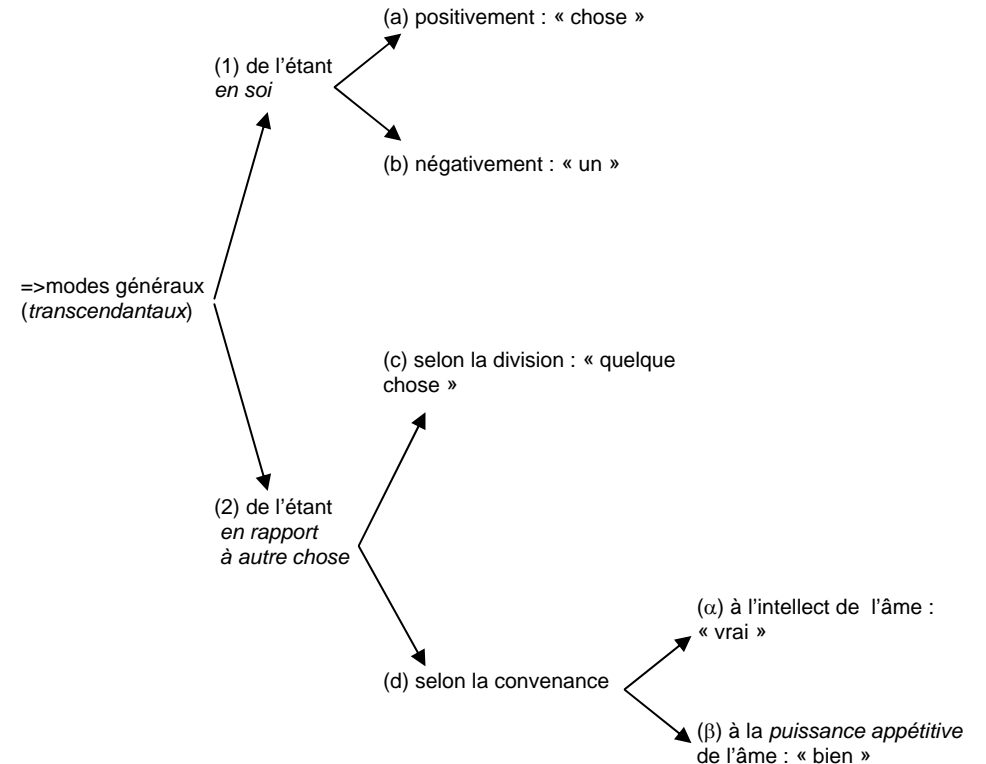 (a) positivement : « chose »
(1) de l’étant
en soi
(b) négativement : « un »
=>modes généraux
(transcendantaux)
(c) selon la division : « quelque
chose »
(2) de l’étant
en rapport
à autre chose
(α) à l’intellect de l’âme :
« vrai »
(d) selon la convenance
(β) à la puissance appétitive
de l’âme : « bien »